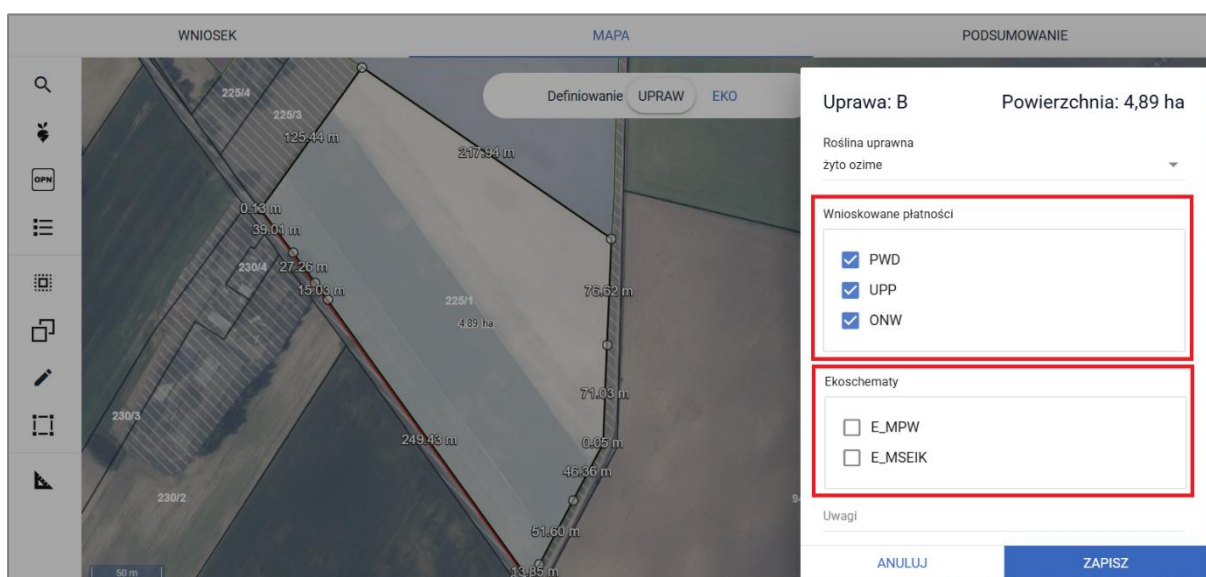 WNIOSEK
MAPA
PODSUMOWANIE
Definiowanie UPRAW EKO
OPN
225/4
225/3
125.44 m
217.94 m
0.13 m
39.01 m
230/4
27.26 m
15.03 m
225/1
4.89 ha
76.62 m
71.03 m
230/3
249.43 m
0.05 m
46.36 m
230/2
51.60 m
13.85 m
50 m
Uprawa: B
Powierzchnia: 4,89 ha
Roślina uprawna
żyto ozime
Wnioskowane płatności
PWD
UPP
ONW
Ekoschematy
E_MPW
E_MSEIK
Uwagi
ANULUJ
ZAPISZ